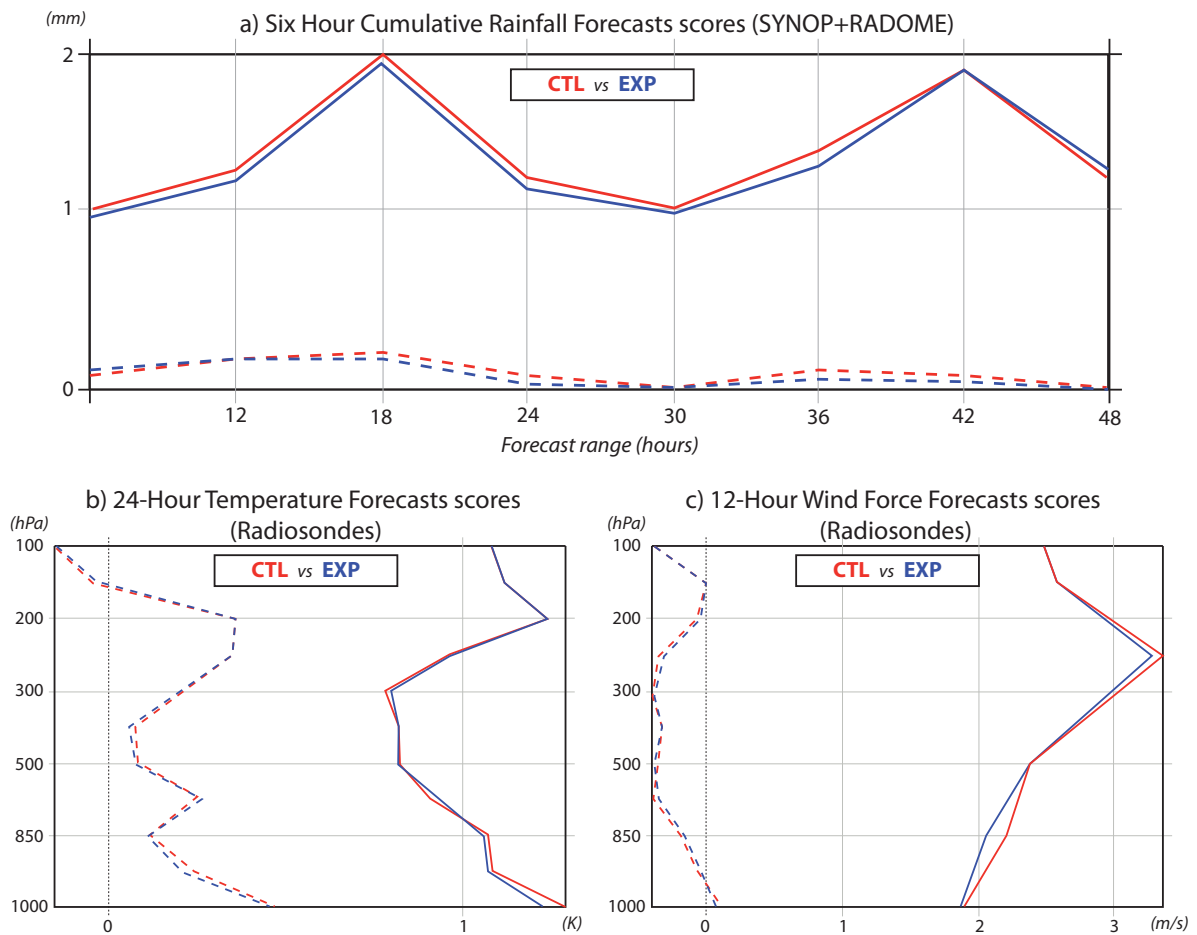 (mm)
a) Six Hour Cumulative Rainfall Forecasts scores (SYNOP+RADOME)
2
CTL vs EXP
1
0
12 18 24 30 36 42 48
Forecast range (hours)
b) 24-Hour Temperature Forecasts scores
(Radiosondes)
(hPa)
100
CTL vs EXP
200
300
500
850
1000
0 1 (K)
c) 12-Hour Wind Force Forecasts scores
(Radiosondes)
(hPa)
100
CTL vs EXP
200
300
500
850
1000
0 1 2 3 (m/s)